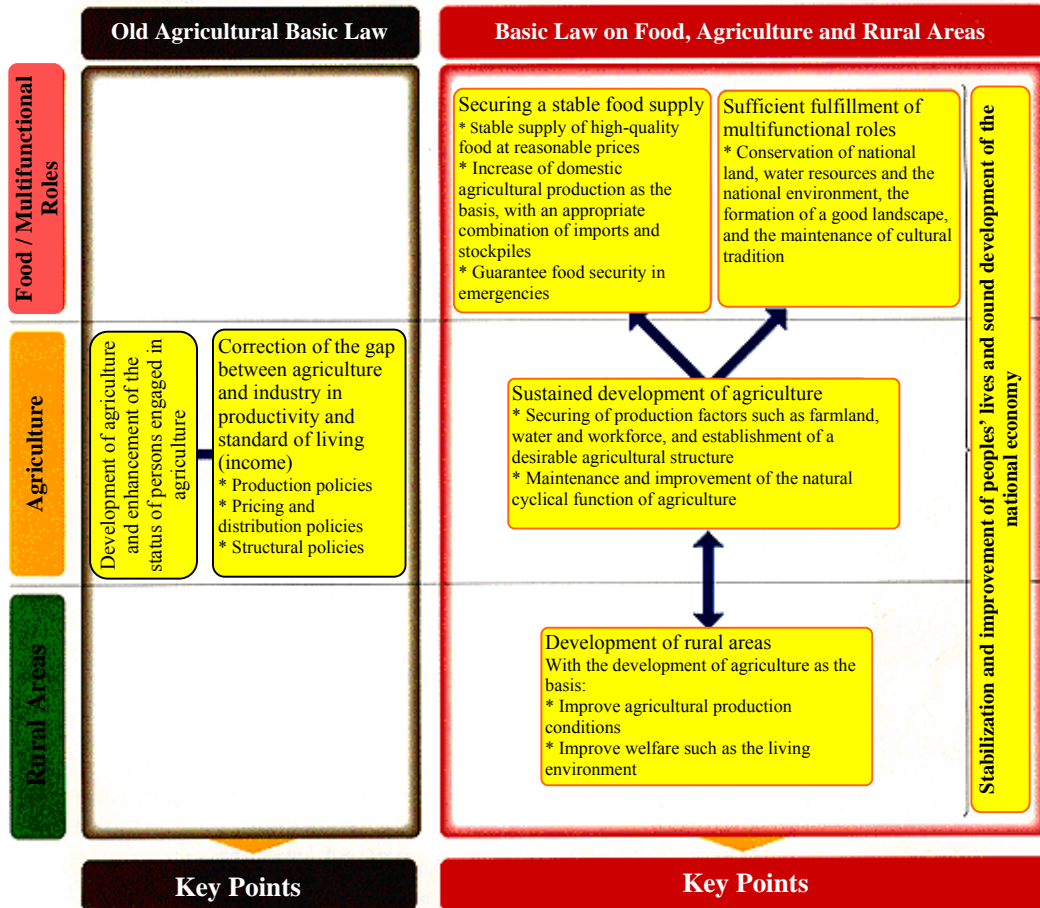 Old Agricultural Basic Law
Basic Law on Food, Agriculture and Rural Areas
Food / Multifunctional
Roles
Securing a stable food supply
* Stable supply of high-quality
food at reasonable prices
* Increase of domestic
agricultural production as the
basis, with an appropriate
combination of imports and
stockpiles
* Guarantee food security in
emergencies
Sufficient fulfillment of
multifunctional roles
* Conservation of national
land, water resources and the
national environment, the
formation of a good landscape,
and the maintenance of cultural
tradition
Stabilization and improvement of peoples' lives and sound development of the
national economy
Agriculture
Development of agriculture
and enhancement of the
status of persons engaged in
agriculture
Correction of the gap
between agriculture
and industry in
productivity and
standard of living
(income)
* Production policies
* Pricing and
distribution policies
* Structural policies
Sustained development of agriculture
* Securing of production factors such as farmland,
water and workforce, and establishment of a
desirable agricultural structure
* Maintenance and improvement of the natural
cyclical function of agriculture
Rural Areas
Development of rural areas
With the development of agriculture as the
basis:
* Improve agricultural production
conditions
* Improve welfare such as the living
environment
Key Points
Key Points